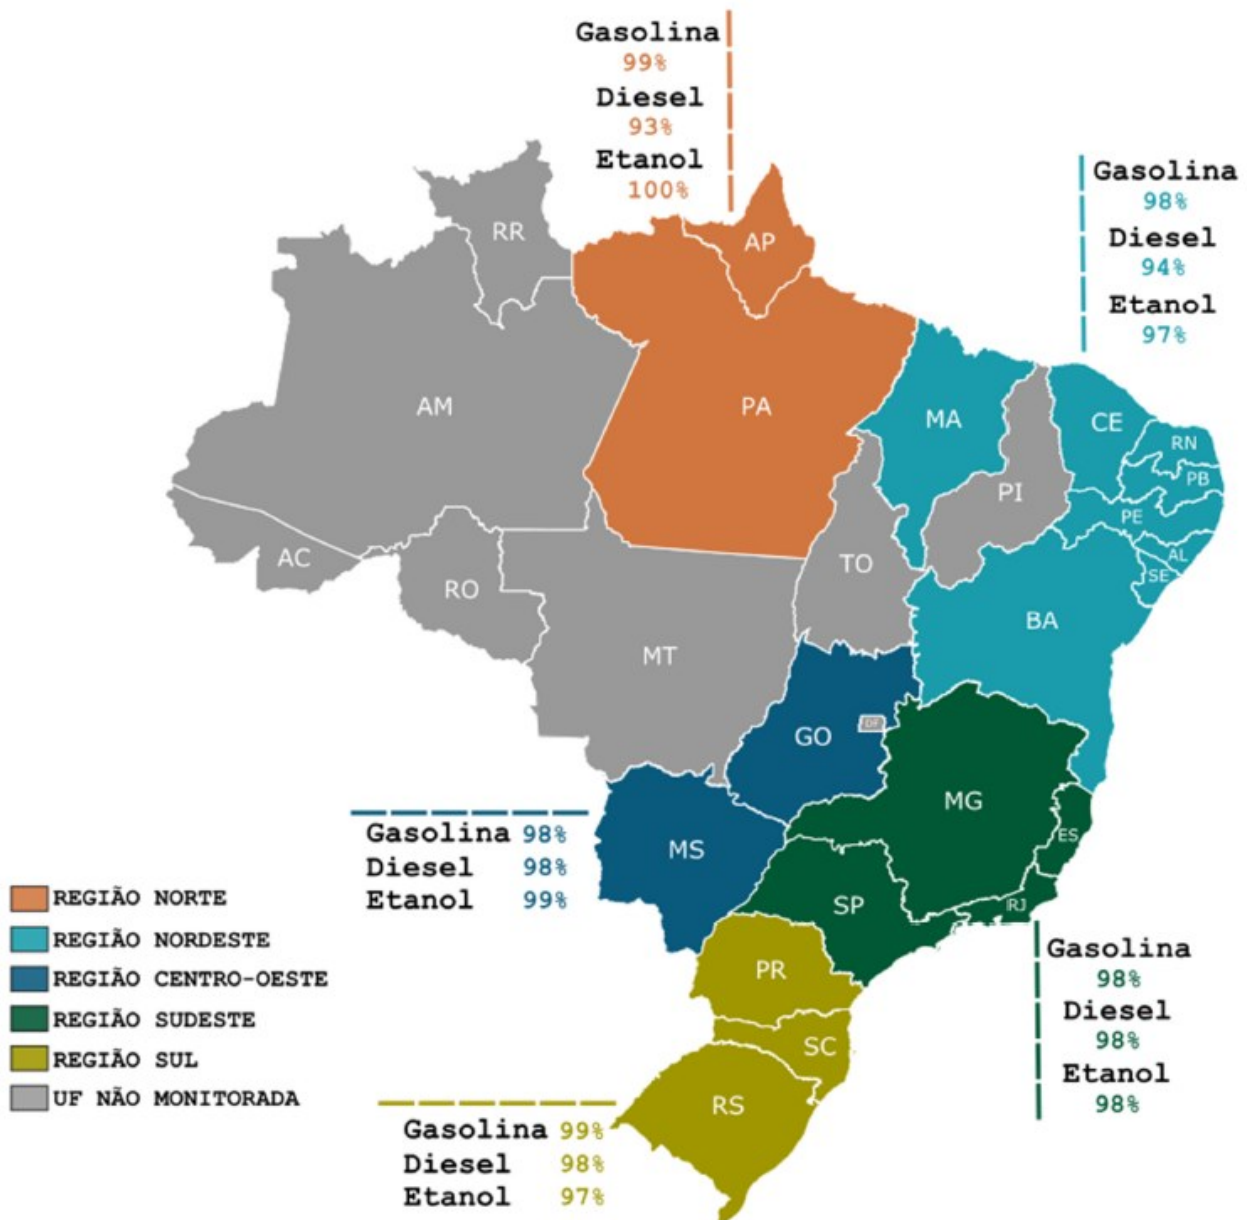 Gasolina
99%
Diesel
93%
Etanol
100%
Gasolina
98%
Diesel
94%
Etanol
97%
RR
AP
AM
PA
MA
CE
RN
PI
PB
PE
AC
RO
TO
AL
SE
BA
MT
GO
DF
MG
ES
MS
SP
RJ
PR
SC
RS
Gasolina 98%
Diesel 98%
Etanol 99%
REGIÃO NORTE
REGIÃO NORDESTE
REGIÃO CENTRO-OESTE
REGIÃO SUDESTE
REGIÃO SUL
UF NÃO MONITORADA
Gasolina
98%
Diesel
98%
Etanol
98%
Gasolina 99%
Diesel 98%
Etanol 97%